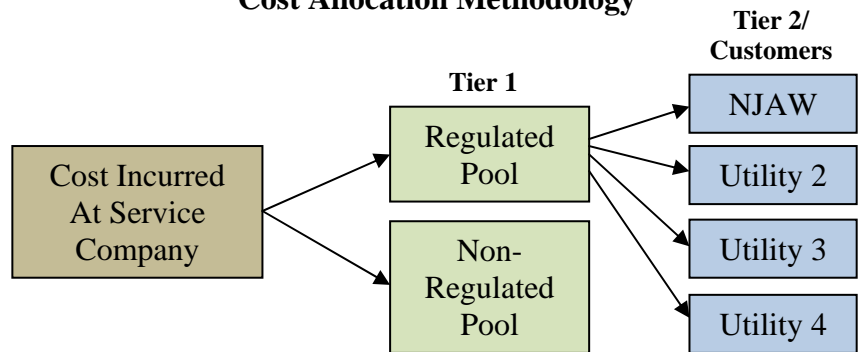 Cost Allocation Methodology
Tier 2/
Customers
Tier 1
NJAW
Regulated
Pool
Cost Incurred
At Service
Company
Utility 2
Non-
Regulated
Pool
Utility 3
Utility 4